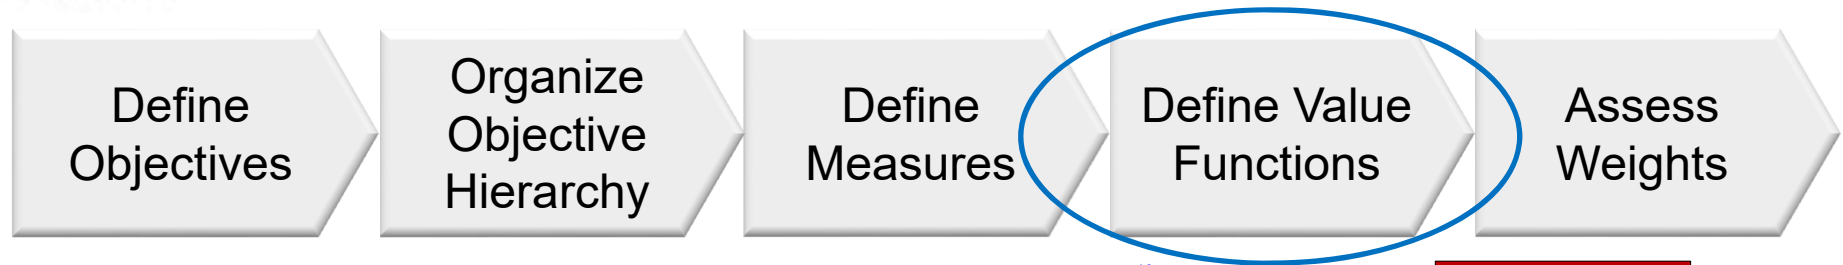 Define
Objectives
Organize
Objective
Hierarchy
Define
Measures
Define Value
Functions
Assess
Weights